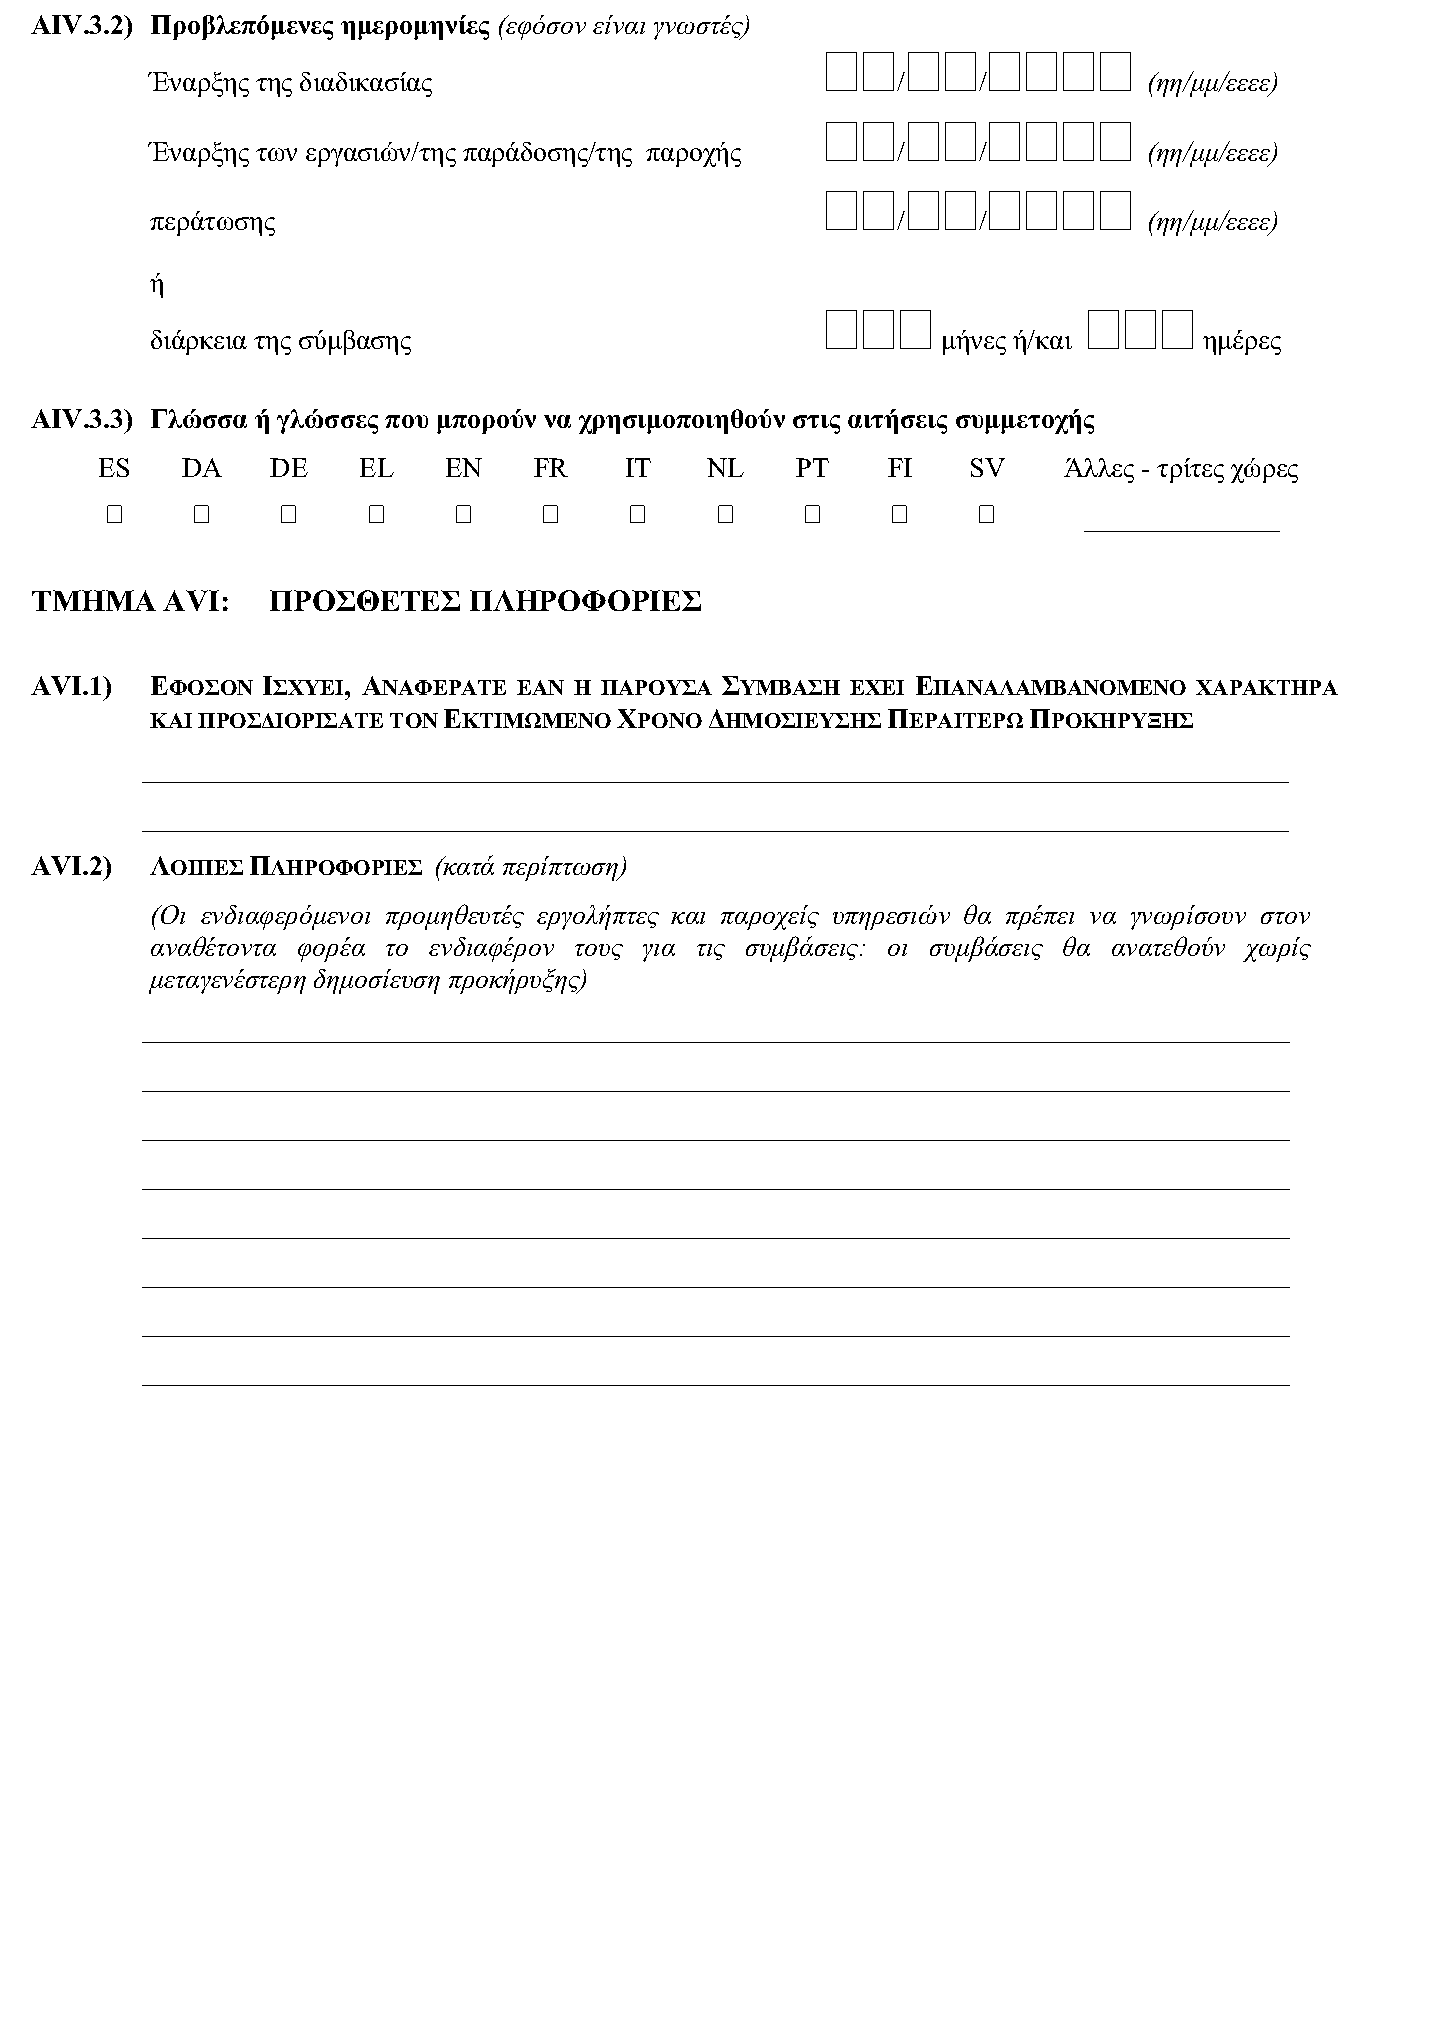 AIV.3.2) Προβλεπόμενες ημερομηνίες (εφόσον είναι γνωστές)
Έναρξης της διαδικασίας □□/□□/□□□□ (ηη/μμ/εεεε)
Έναρξης των εργασιών/της παράδοσης/της παροχής □□/□□/□□□□ (ηη/μμ/εεεε)
περάτωσης □□/□□/□□□□ (ηη/μμ/εεεε)
ή
διάρκεια της σύμβασης □□□ μήνες ή/και □□□ ημέρες
AIV.3.3) Γλώσσα ή γλώσσες που μπορούν να χρησιμοποιηθούν στις αιτήσεις συμμετοχής
ES DA DE EL EN FR IT NL PT FI SV Άλλες - τρίτες χώρες
□ □ □ □ □ □ □ □ □ □ □ ______________
ΤΜΗΜΑ AVI: ΠΡΟΣΘΕΤΕΣ ΠΛΗΡΟΦΟΡΙΕΣ
AVI.1) ΕΦΟΣΟΝ ΙΣΧΥΕΙ, ΑΝΑΦΕΡΑΤΕ ΕΑΝ Η ΠΑΡΟΥΣΑ ΣΥΜΒΑΣΗ ΕΧΕΙ ΕΠΑΝΑΛΑΜΒΑΝΟΜΕΝΟ ΧΑΡΑΚΤΗΡΑ
ΚΑΙ ΠΡΟΣΔΙΟΡΙΣΑΤΕ ΤΟΝ ΕΚΤΙΜΩΜΕΝΟ ΧΡΟΝΟ ΔΗΜΟΣΙΕΥΣΗΣ ΠΕΡΑΙΤΕΡΩ ΠΡΟΚΗΡΥΞΗΣ
AVI.2) ΛΟΙΠΕΣ ΠΛΗΡΟΦΟΡΙΕΣ (κατά περίπτωση)
(Οι ενδιαφερόμενοι προμηθευτές εργολήπτες και παροχείς υπηρεσιών θα πρέπει να γνωρίσουν στον
αναθέτοντα φορέα το ενδιαφέρον τους για τις συμβάσεις: οι συμβάσεις θα ανατεθούν χωρίς
μεταγενέστερη δημοσίευση προκήρυξης)